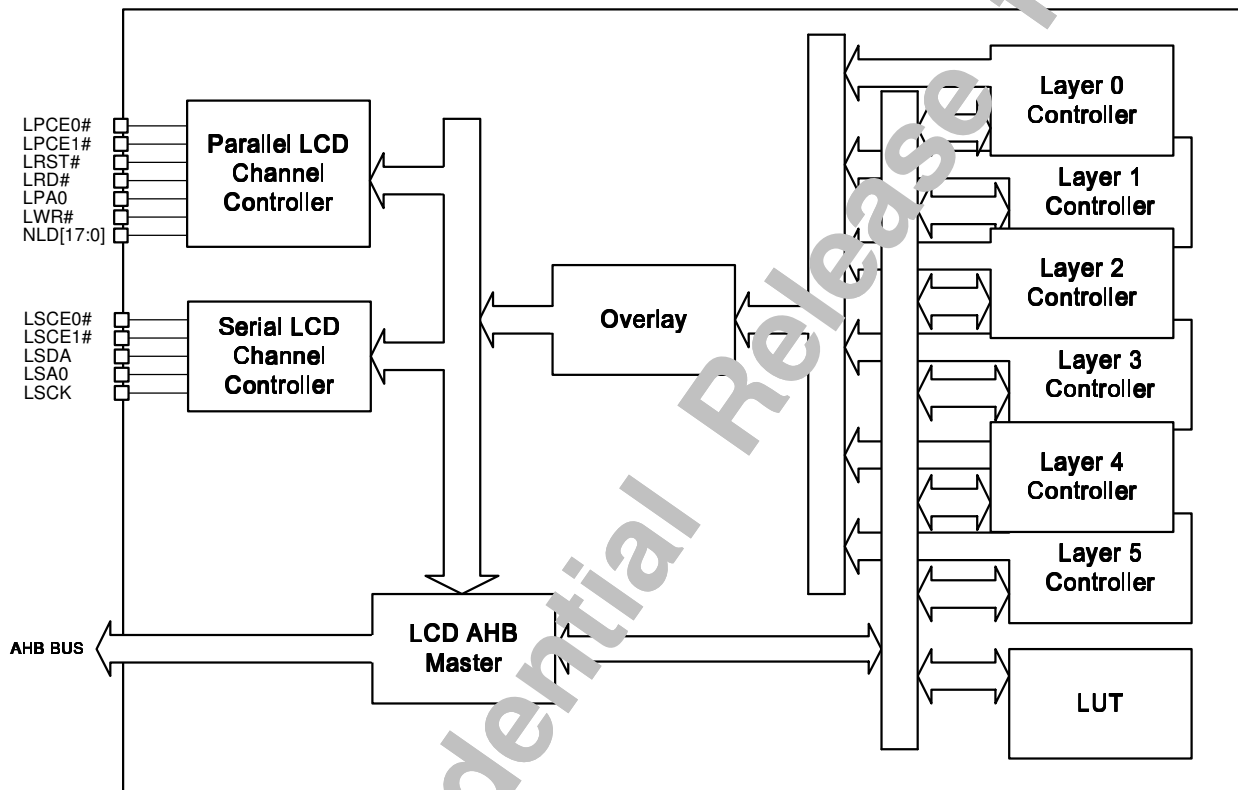 LPCE0#
LPCE1#
LRST#
LRD#
LPA0
LWR#
NLD[17:0]
Parallel LCD
Channel
Controller
LSCE0#
LSCE1#
LSDA
LSA0
LSCK
Serial LCD
Channel
Controller
Overlay
Layer 0
Controller
Layer 1
Controller
Layer 2
Controller
Layer 3
Controller
Layer 4
Controller
Layer 5
Controller
AHB BUS
LCD AHB
Master
LUT
dential Release f